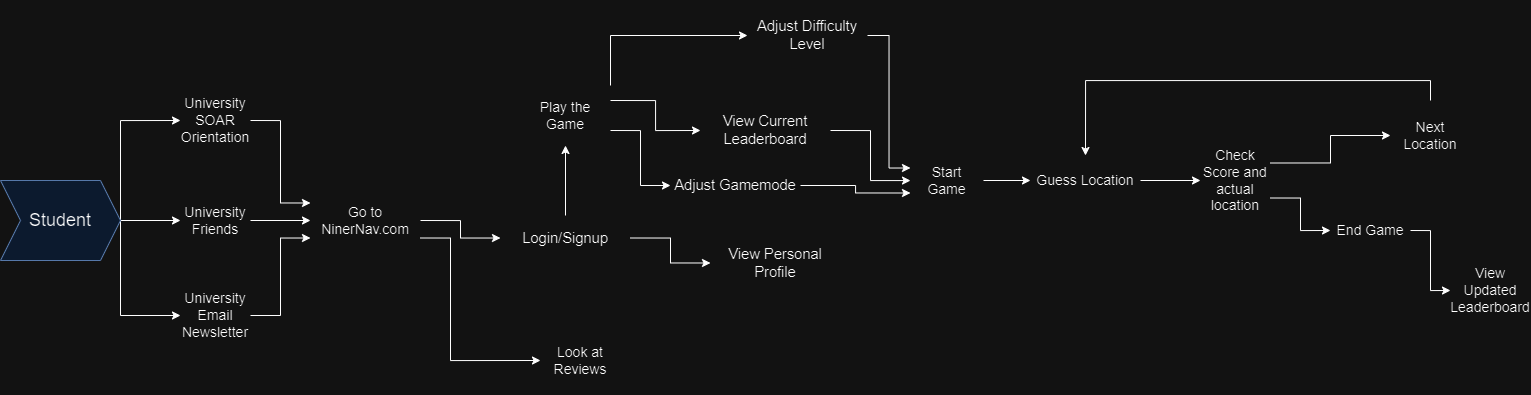 Student
University
SOAR
Orientation
University
Friends
University
Email
Newsletter
Go to
NinerNav.com
Login/Signup
Look at
Reviews
Play the
Game
View Personal
Profile
Adjust Difficulty
Level
View Current
Leaderboard
Adjust Gamemode
Start
Game
Guess Location
Check
Score and
actual
location
Next
Location
End Game
View
Updated
Leaderboard